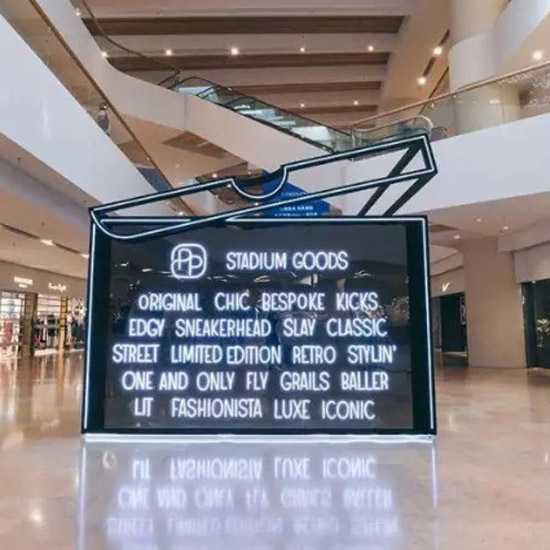 PP STADIUM GOODS
ORIGINAL CHIC BESPOKE KICKS
EDGY SNEAKERHEAD SLAY CLASSIC
STREET LIMITED EDITION RETRO STYLIN'
ONE AND ONLY FLY GRAILS BALLER
LIT FASHIONISTA LUXE ICONIC